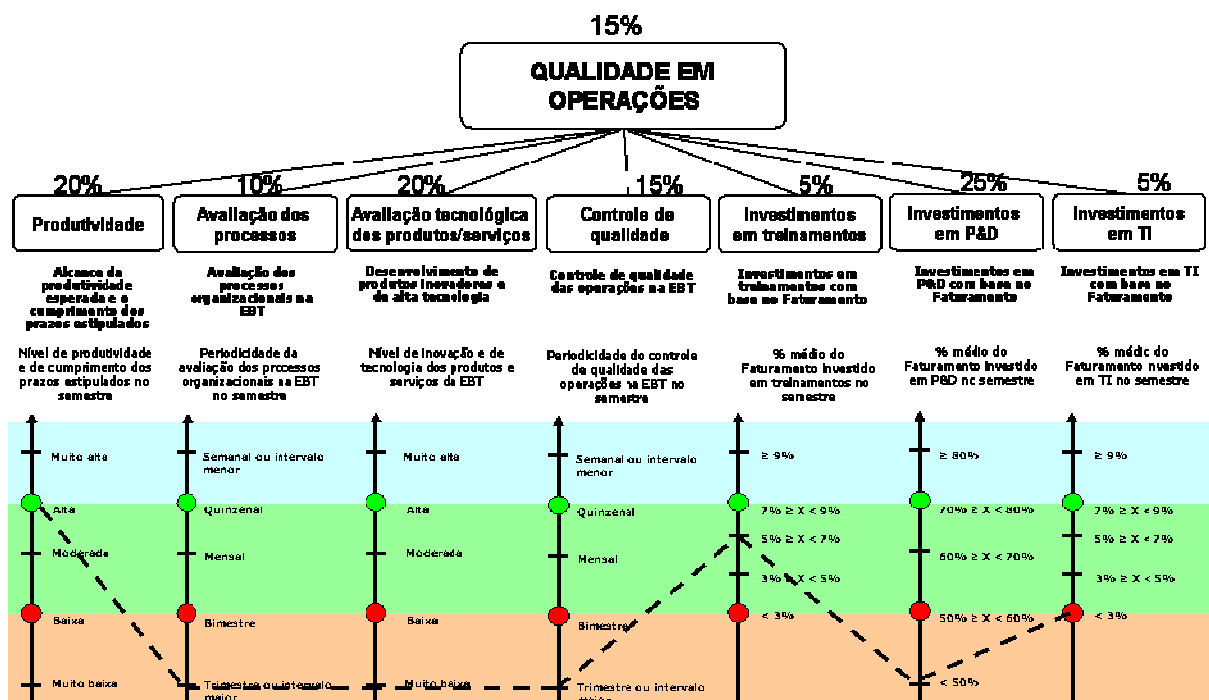 15%
QUALIDADE EM
OPERAÇÕES
20%
10%
20%
15%
5%
25%
5%
Produtividade
Avaliação dos
processos
Avaliação tecnológica
dos produtos/serviços
Controle de
qualidade
Investimentos
em treinamentos
Investimentos
em P&D
Investimentos
em TI
Alcance da
produtividade
esperada e o
cumprimento dos
prazos estipulados
Avaliação dos
processos
organizacionais na
EBT
Desenvolvimento de
produtos inovadores e
de alta tecnologia
Controle de qualidade
das operações na EBT
Investimentos em
treinamentos com
base no Faturamento
Investimentos em
P&D com base no
Faturamento
Investimentos em TI
com base no
Faturamento
Nível de produtividade
e de cumprimento dos
prazos estipulados no
semestre
Periodicidade da
avaliação dos processos
organizacionais na EBT
no semestre
Nível de inovação e de
tecnologia dos produtos e
serviços da EBT
Periodicidade do controle
de qualidade das
operações na EBT no
semestre
% médio do
Faturamento investido
em treinamentos no
semestre
% médio do
Faturamento investido
em P&D no semestre
% médio do
Faturamento investido
em TI no semestre
Muito alta
Alta
Moderada
Baixa
Semanal ou intervalo
menor
Quinzenal
Mensal
Bimestre
Trimestre ou intervalo
maior
Muito alta
Alta
Moderada
Baixa
Muito baixa
Semanal ou intervalo
menor
Quinzenal
Mensal
Bimestre
Trimestre ou intervalo
maior
≥ 9%
7% ≥ X < 9%
5% ≥ X < 7%
3% ≥ X < 5%
< 3%
≥ 80%
70% ≥ X < 80%
60% ≥ X < 70%
50% ≥ X < 60%
< 50%
≥ 9%
7% ≥ X < 9%
5% ≥ X < 7%
3% ≥ X < 5%
< 3%
Muito baixa